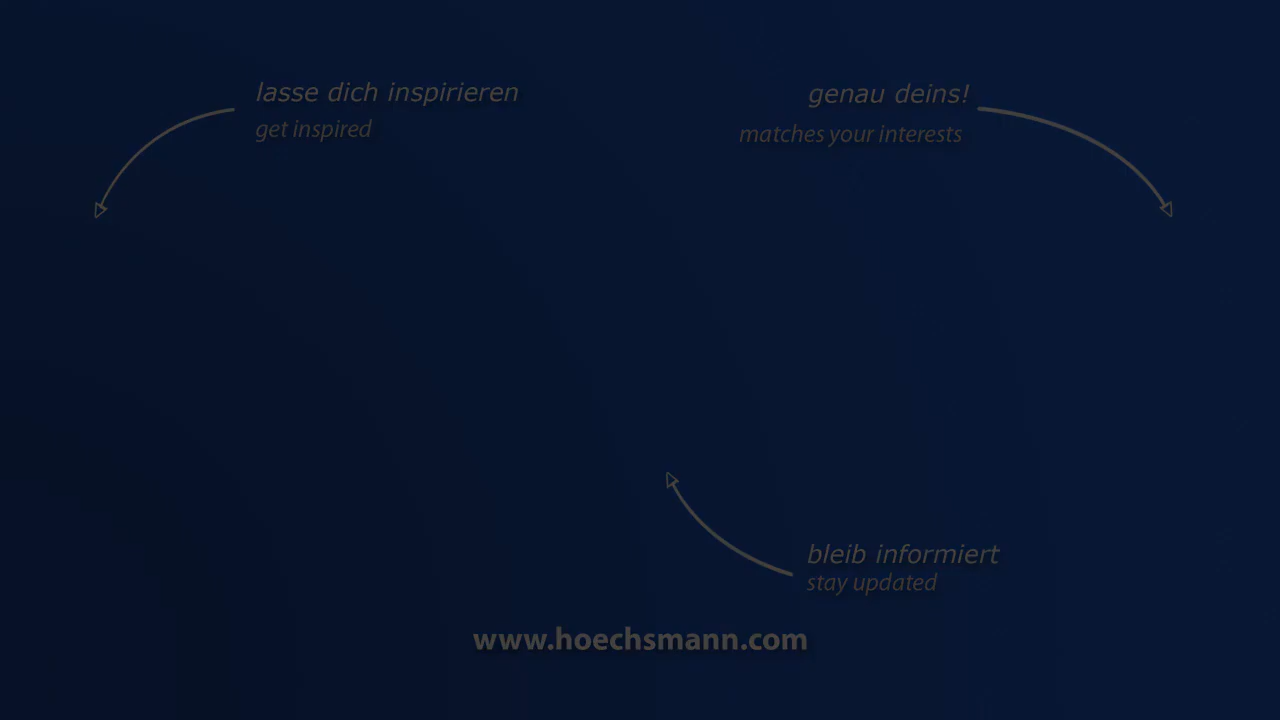 lasse dich inspirieren
get inspired
genau deins!
matches your interests
bleib informiert
stay updated
www.hoechsmann.com